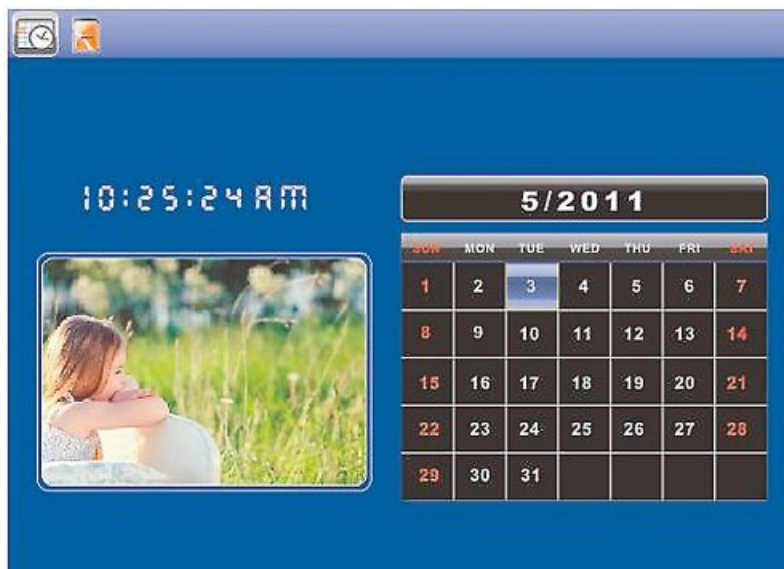 10:25:24 AM
5/2011
SUN MON TUE WED THU FRI SAT
1 2 3 4 5 6 7
8 9 10 11 12 13 14
15 16 17 18 19 20 21
22 23 24 25 26 27 28
29 30 31